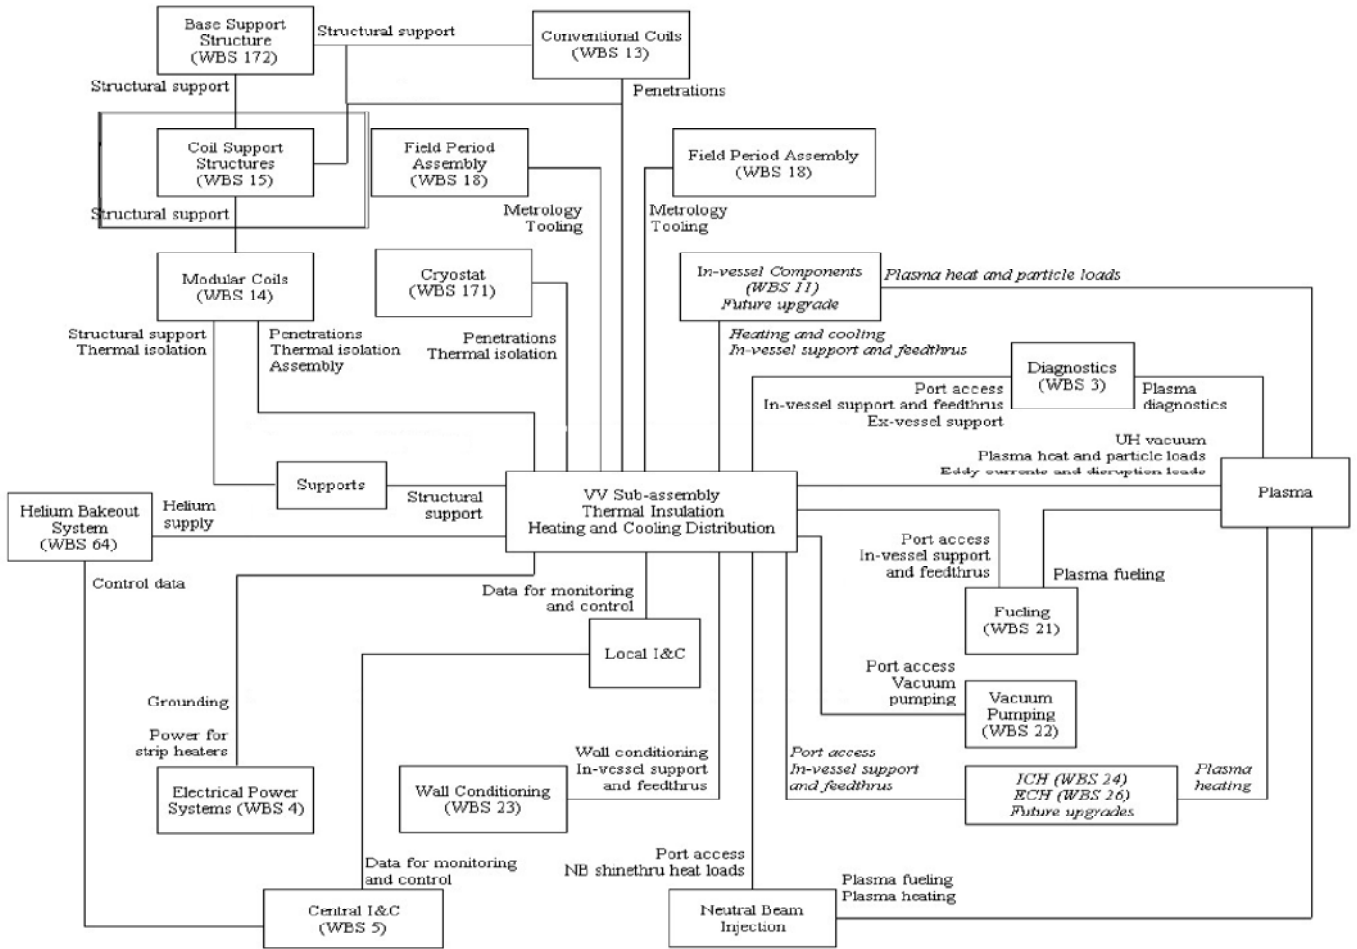 Base Support
Structure
(WBS 172)
Structural support
Conventional Coils
(WBS 13)
Structural support
Penetrations
Coil Support
Structures
(WBS 15)
Field Period
Assembly
(WBS 18)
Field Period Assembly
(WBS 18)
Structural support
Metrology
Tooling
Metrology
Tooling
Modular Coils
(WBS 14)
Cryostat
(WBS 171)
In-vessel Components
(WBS 11)
Future upgrade
Plasma heat and particle loads
Structural support
Thermal isolation
Penetrations
Thermal isolation
Assembly
Penetrations
Thermal isolation
Heating and cooling
In-vessel support and feedthrus
Diagnostics
(WBS 3)
Port access
In-vessel support and feedthrus
Ex-vessel support
Plasma
diagnostics
UH vacuum
Plasma heat and particle loads
Eddy currents and disruption loads
Supports
Structural
support
VV Sub-assembly
Thermal Insulation
Heating and Cooling Distribution
Plasma
Helium Bakeout
System
(WBS 64)
Helium
supply
Control data
Port access
In-vessel support
and feedthrus
Plasma fueling
Data for monitoring
and control
Fueling
(WBS 21)
Local I&C
Port access
Vacuum
pumping
Vacuum
Pumping
(WBS 22)
Grounding
Power for
strip heaters
Wall conditioning
In-vessel support
and feedthrus
Port access
In-vessel support
and feedthrus
ICH (WBS 24)
ECH (WBS 26)
Future upgrades
Plasma
heating
Electrical Power
Systems (WBS 4)
Wall Conditioning
(WBS 23)
Data for monitoring
and control
Port access
NB shinethru heat loads
Plasma fueling
Plasma heating
Central I&C
(WBS 5)
Neutral Beam
Injection